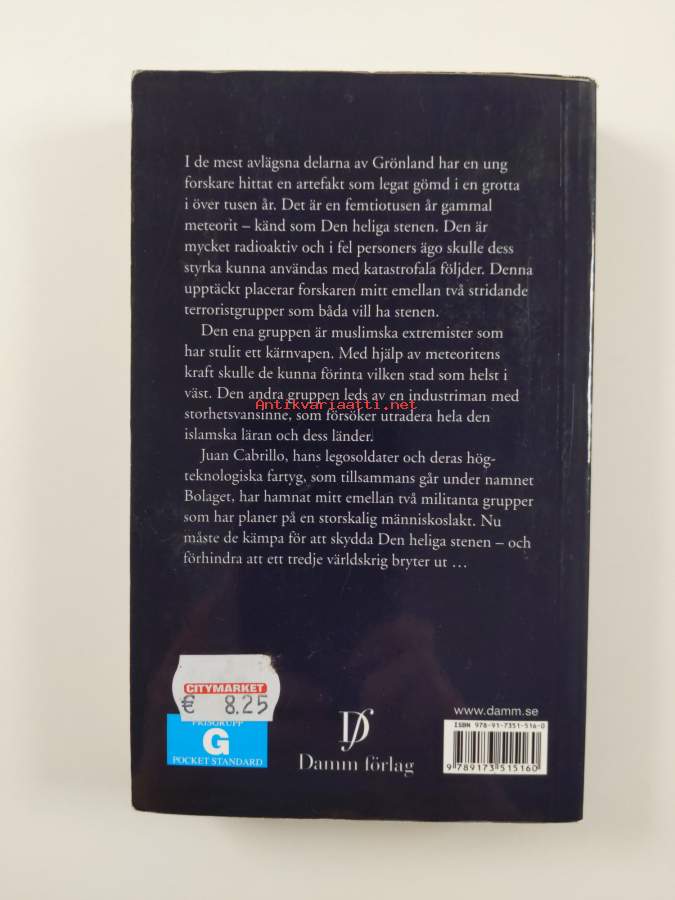 I de mest avlägsna delarna av Grönland har en ung
forskare hittat en artefakt som legat gömd i en grotta
i över tusen år. Det är en femtiotusen år gammal
meteorit – känd som Den heliga stenen. Den är
mycket radioaktiv och i fel personers ägo skulle dess
styrka kunna användas med katastrofala följder. Denna
upptäckt placerar forskaren mitt emellan två stridande
terroristgrupper som båda vill ha stenen.
Den ena gruppen är muslimska extremister som
har stulit ett kärnvapen. Med hjälp av meteoritens
kraft skulle de kunna förinta vilken stad som helst i
väst. Den andra gruppen leds av en industriman med
Antikvariaatti.net
storhetsvansinne, som försöker utradera hela den
islamska läran och dess länder.
Juan Cabrillo, hans legosoldater och deras hög-
teknologiska fartyg, som tillsammans går under namnet
Bolaget, har hamnat mitt emellan två militanta grupper
som har planer på en storskalig människoslakt. Nu
måste de kämpa för att skydda Den heliga stenen – och
förhindra att ett tredje världskrig bryter ut …
CITYMARKET
€ 8.25
PRISGRUPP
G
POCKET STANDARD
Df
Damm förlag
www.damm.se
ISBN 978-91-7351-516-0
9 789173 515160